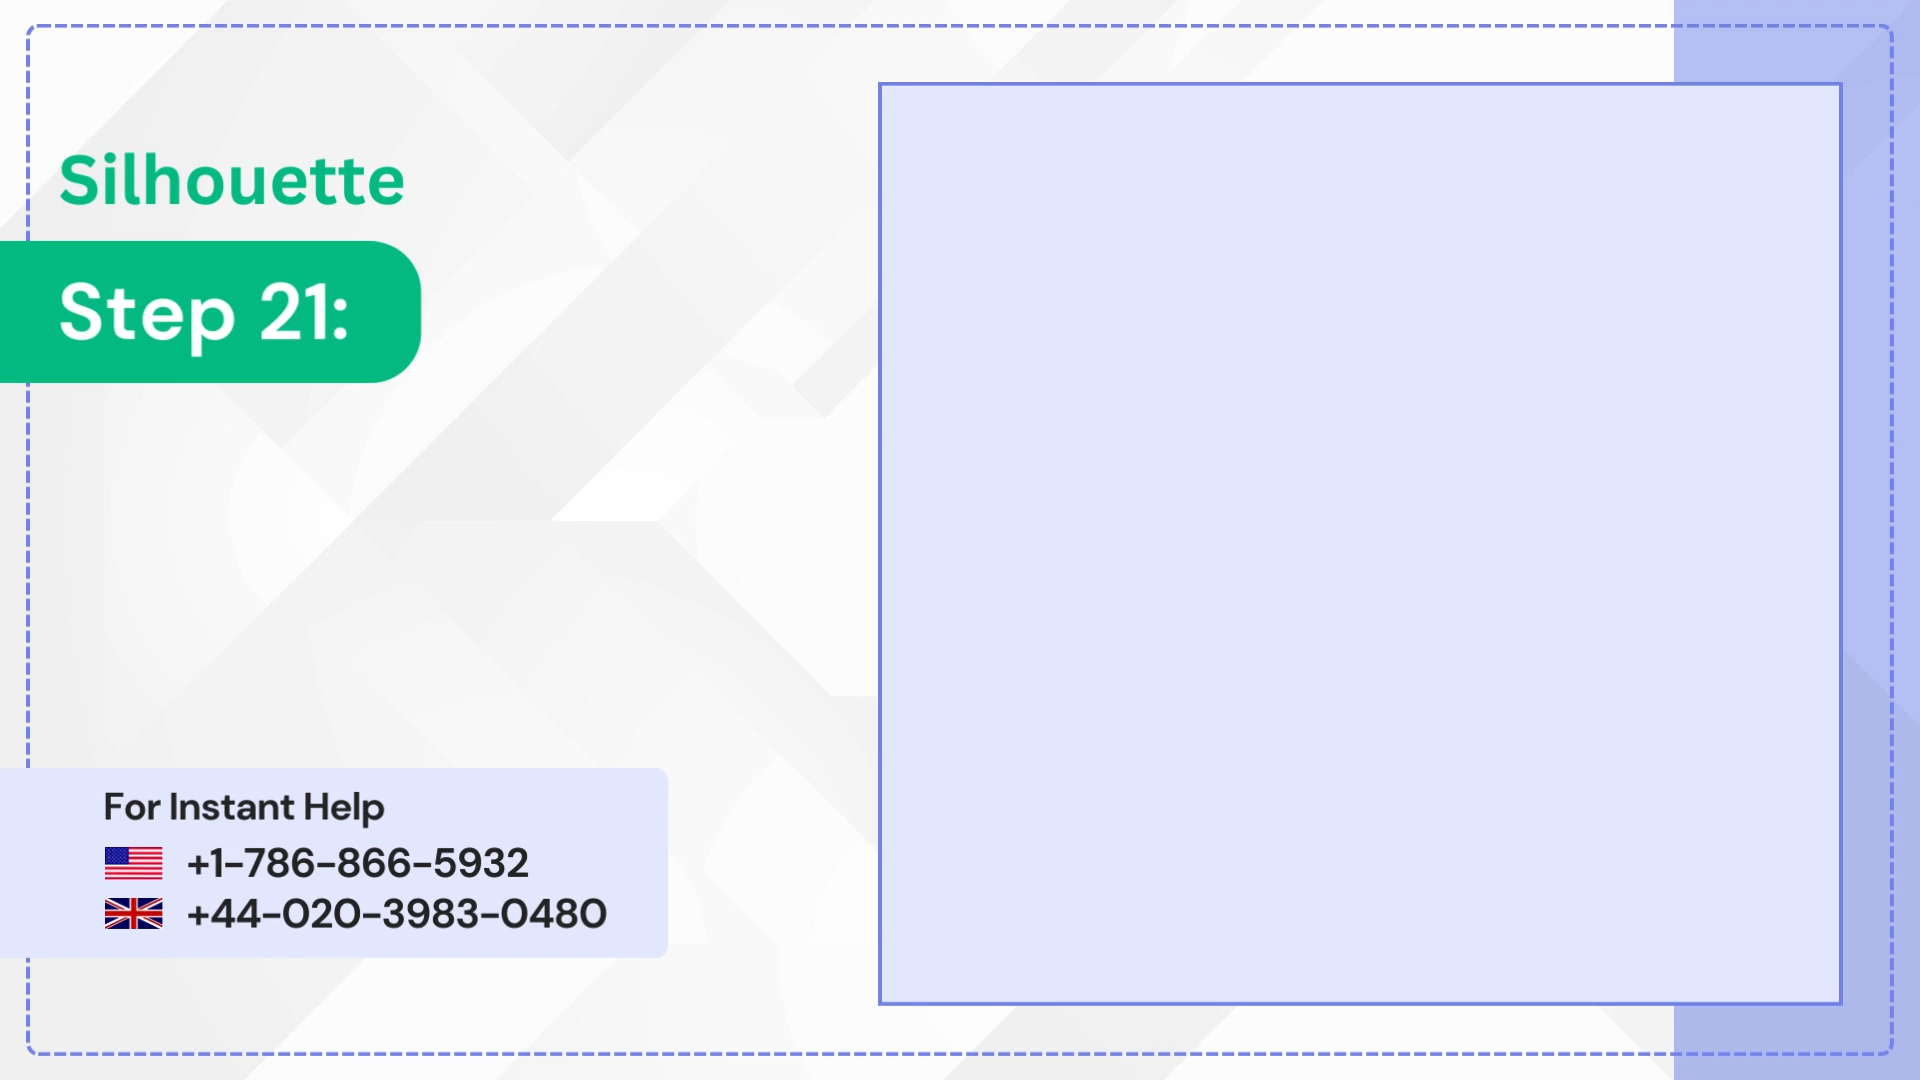 Silhouette
Step 21:
For Instant Help
+1-786-866-5932
+44-020-3983-0480